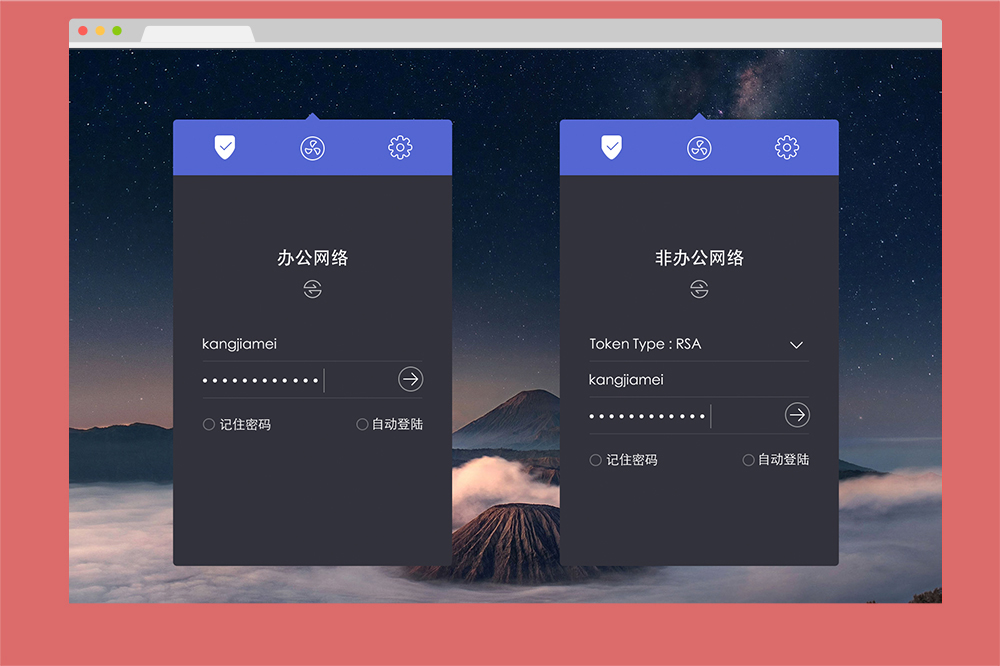 办公网络
kangjiamei
记住密码 自动登陆
非办公网络
Token Type : RSA
kangjiamei
记住密码 自动登陆